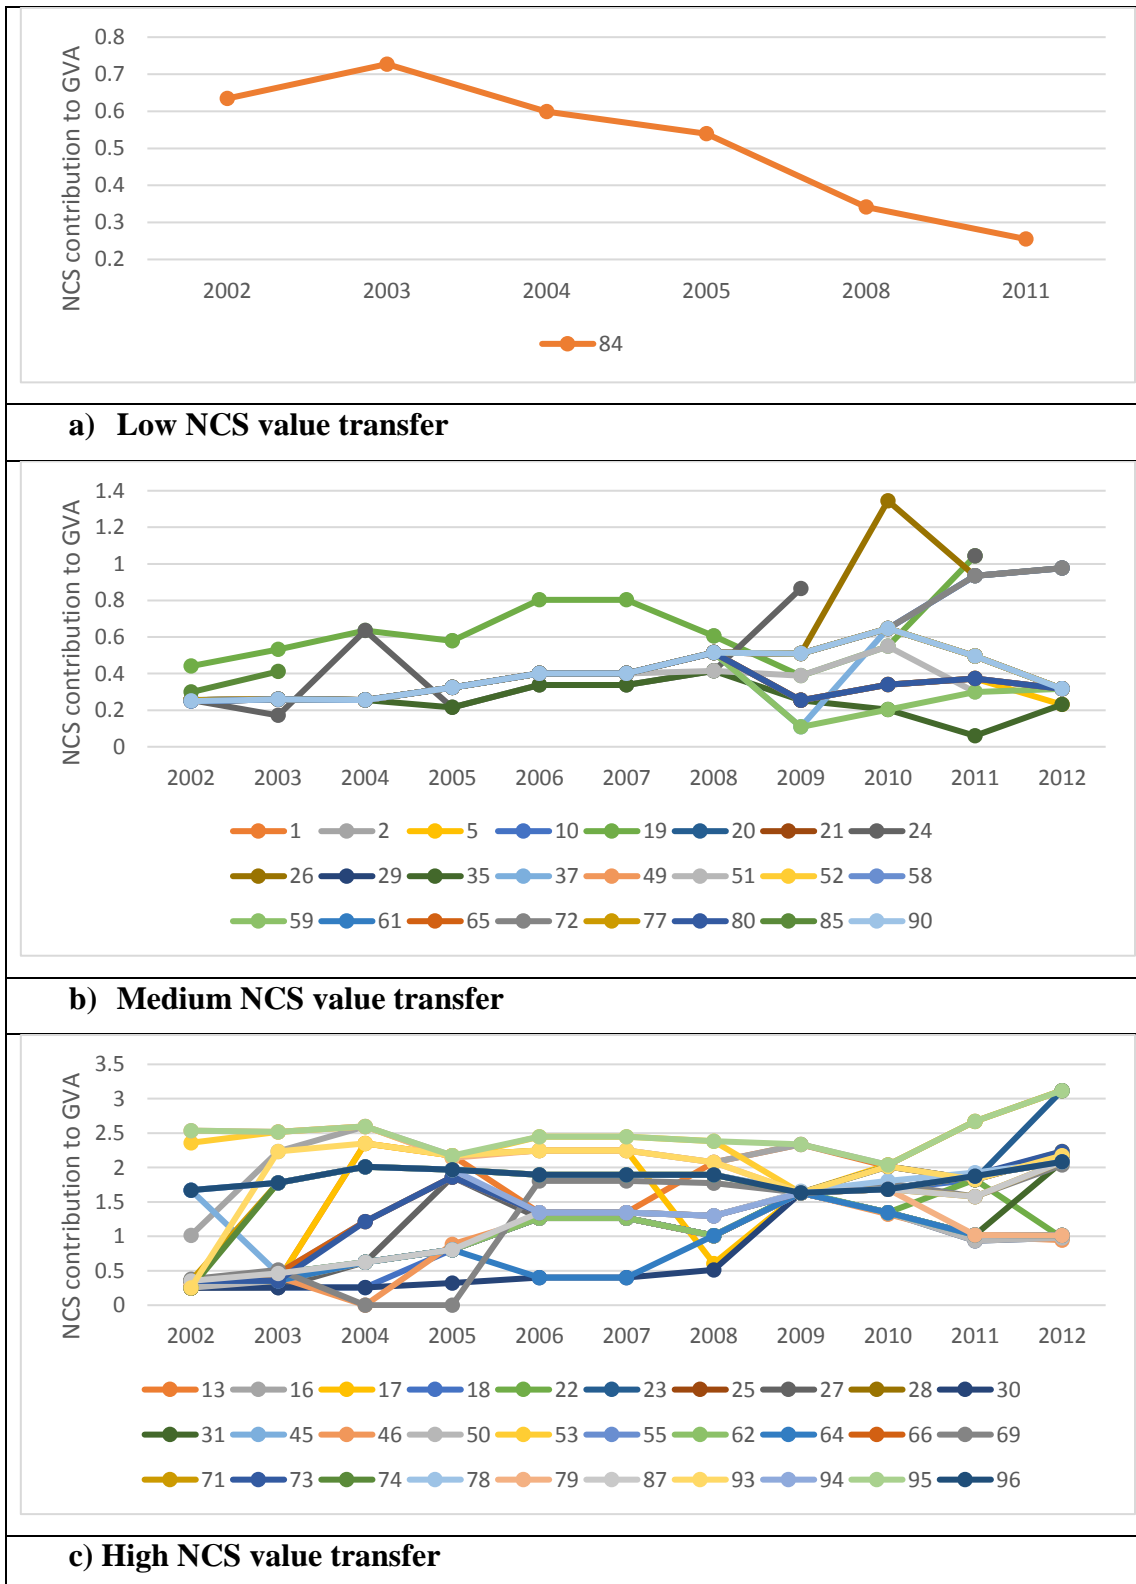 NCS contribution to GVA
0.8
0.7
0.6
0.5
0.4
0.3
0.2
2002 2003 2004 2005 2008 2011
84
a) Low NCS value transfer
NCS contribution to GVA
1.4
1.2
1
0.8
0.6
0.4
0.2
0
2002 2003 2004 2005 2006 2007 2008 2009 2010 2011 2012
1 2 5 10 19 20 21 24
26 29 35 37 49 51 52 58
59 61 65 72 77 80 85 90
b) Medium NCS value transfer
NCS contribution to GVA
3.5
3
2.5
2
1.5
1
0.5
0
2002 2003 2004 2005 2006 2007 2008 2009 2010 2011 2012
13 16 17 18 22 23 25 27 28 30
31 45 46 50 53 55 62 64 66 69
71 73 74 78 79 87 93 94 95 96
c) High NCS value transfer